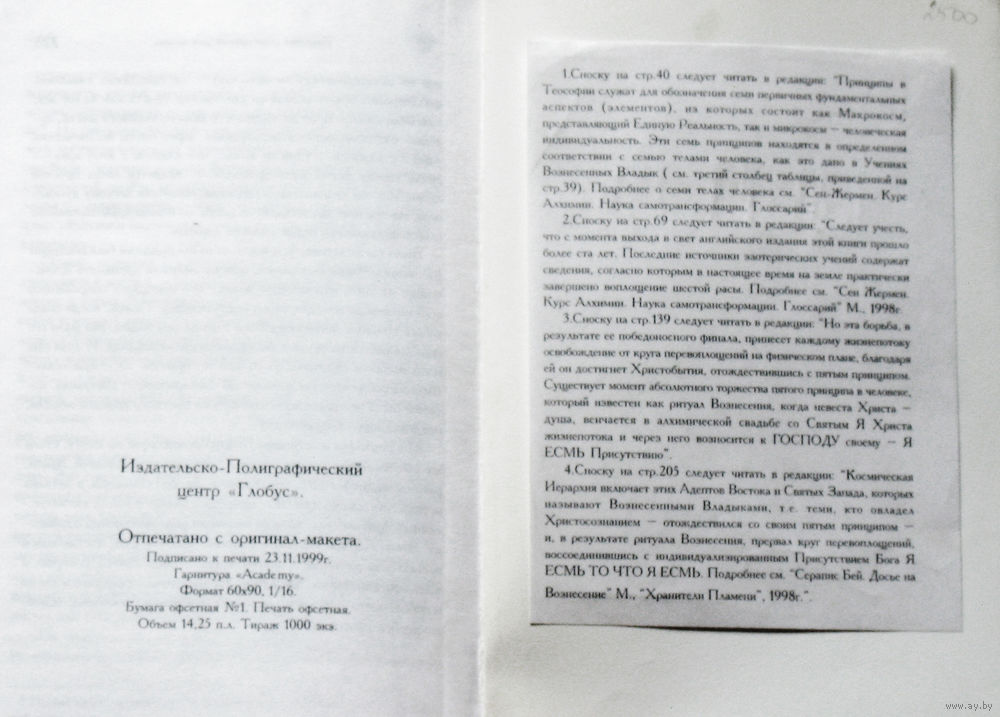 2500
Издательско-Полиграфический
центр «Глобус».
Отпечатано с оригинал-макета.
Подписано к печати 23.11.1999г.
Гарнитура «Academy».
Формат 60х90, 1/16.
Бумага офсетная №1. Печать офсетная.
Объем 14,25 п.л. Тираж 1000 экз.
1.Сноску на стр.40 следует читать в редакции: "Принципы в
Теософии служат для обозначения семи первичных фундаментальных
аспектов (элементов), из которых состоит как Макрокосм,
представляющий Единую Реальность, так и микрокосм – человеческая
индивидуальность. Эти семь принципов находятся в определенном
соответствии с семью телами человека, как это дано в Учениях
Вознесенных Владык ( см. третий столбец таблицы, приведенной на
стр.39). Подробнее о семи телах человека см. "Сен-Жермен. Курс
Алхимии. Наука самотрансформации. Глоссарий".
2.Сноску на стр.69 следует читать в редакции: "Следует учесть,
что с момента выхода в свет английского издания этой книги прошло
более ста лет. Последние источники эзотерических учений содержат
сведения, согласно которым в настоящее время на земле практически
завершено воплощение шестой расы. Подробнее см. "Сен Жермен.
Курс Алхимии. Наука самотрансформации. Глоссарий" М., 1998г.
3.Сноску на стр.139 следует читать в редакции: "Но эта борьба, в
результате ее победоносного финала, принесет каждому жизнепотоку
освобождение от круга перевоплощений на физическом плане, благодаря
ей он достигнет Христобытия, отождествившись с пятым принципом.
Существует момент абсолютного торжества пятого принципа в человеке,
который известен как ритуал Вознесения, когда невеста Христа –
душа, венчается в алхимической свадьбе со Святым Я Христа
жизнепотока и через него возносится к ГОСПОДУ своему – Я
ЕСМЬ Присутствию".
4.Сноску на стр.205 следует читать в редакции: "Космическая
Иерархия включает этих Адептов Востока и Святых Запада, которых
называют Вознесенными Владыками, т.е. теми, кто овладел
Христосознанием – отождествился со своим пятым принципом –
и, в результате ритуала Вознесения, прервал круг перевоплощений,
воссоединившись с индивидуализированным Присутствием Бога Я
ЕСМЬ ТО ЧТО Я ЕСМЬ. Подробнее см. "Серапис Бей. Досье на
Вознесение" М., "Хранители Пламени", 1998г.".
www.ay.by